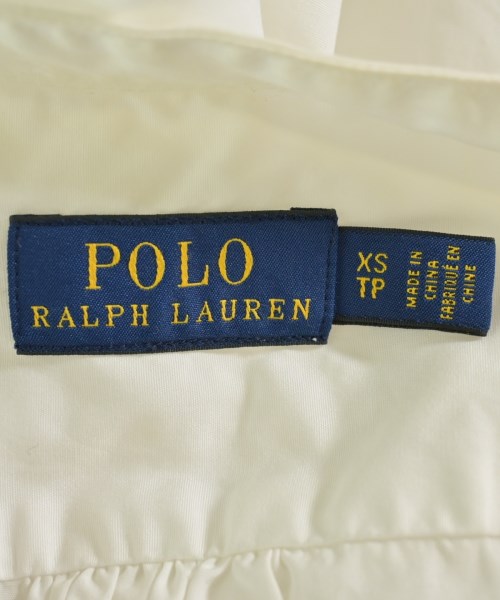 POLO
RALPH LAUREN
XS
TP
MADE IN
CHINA
FABRIQUÉ EN
CHINE